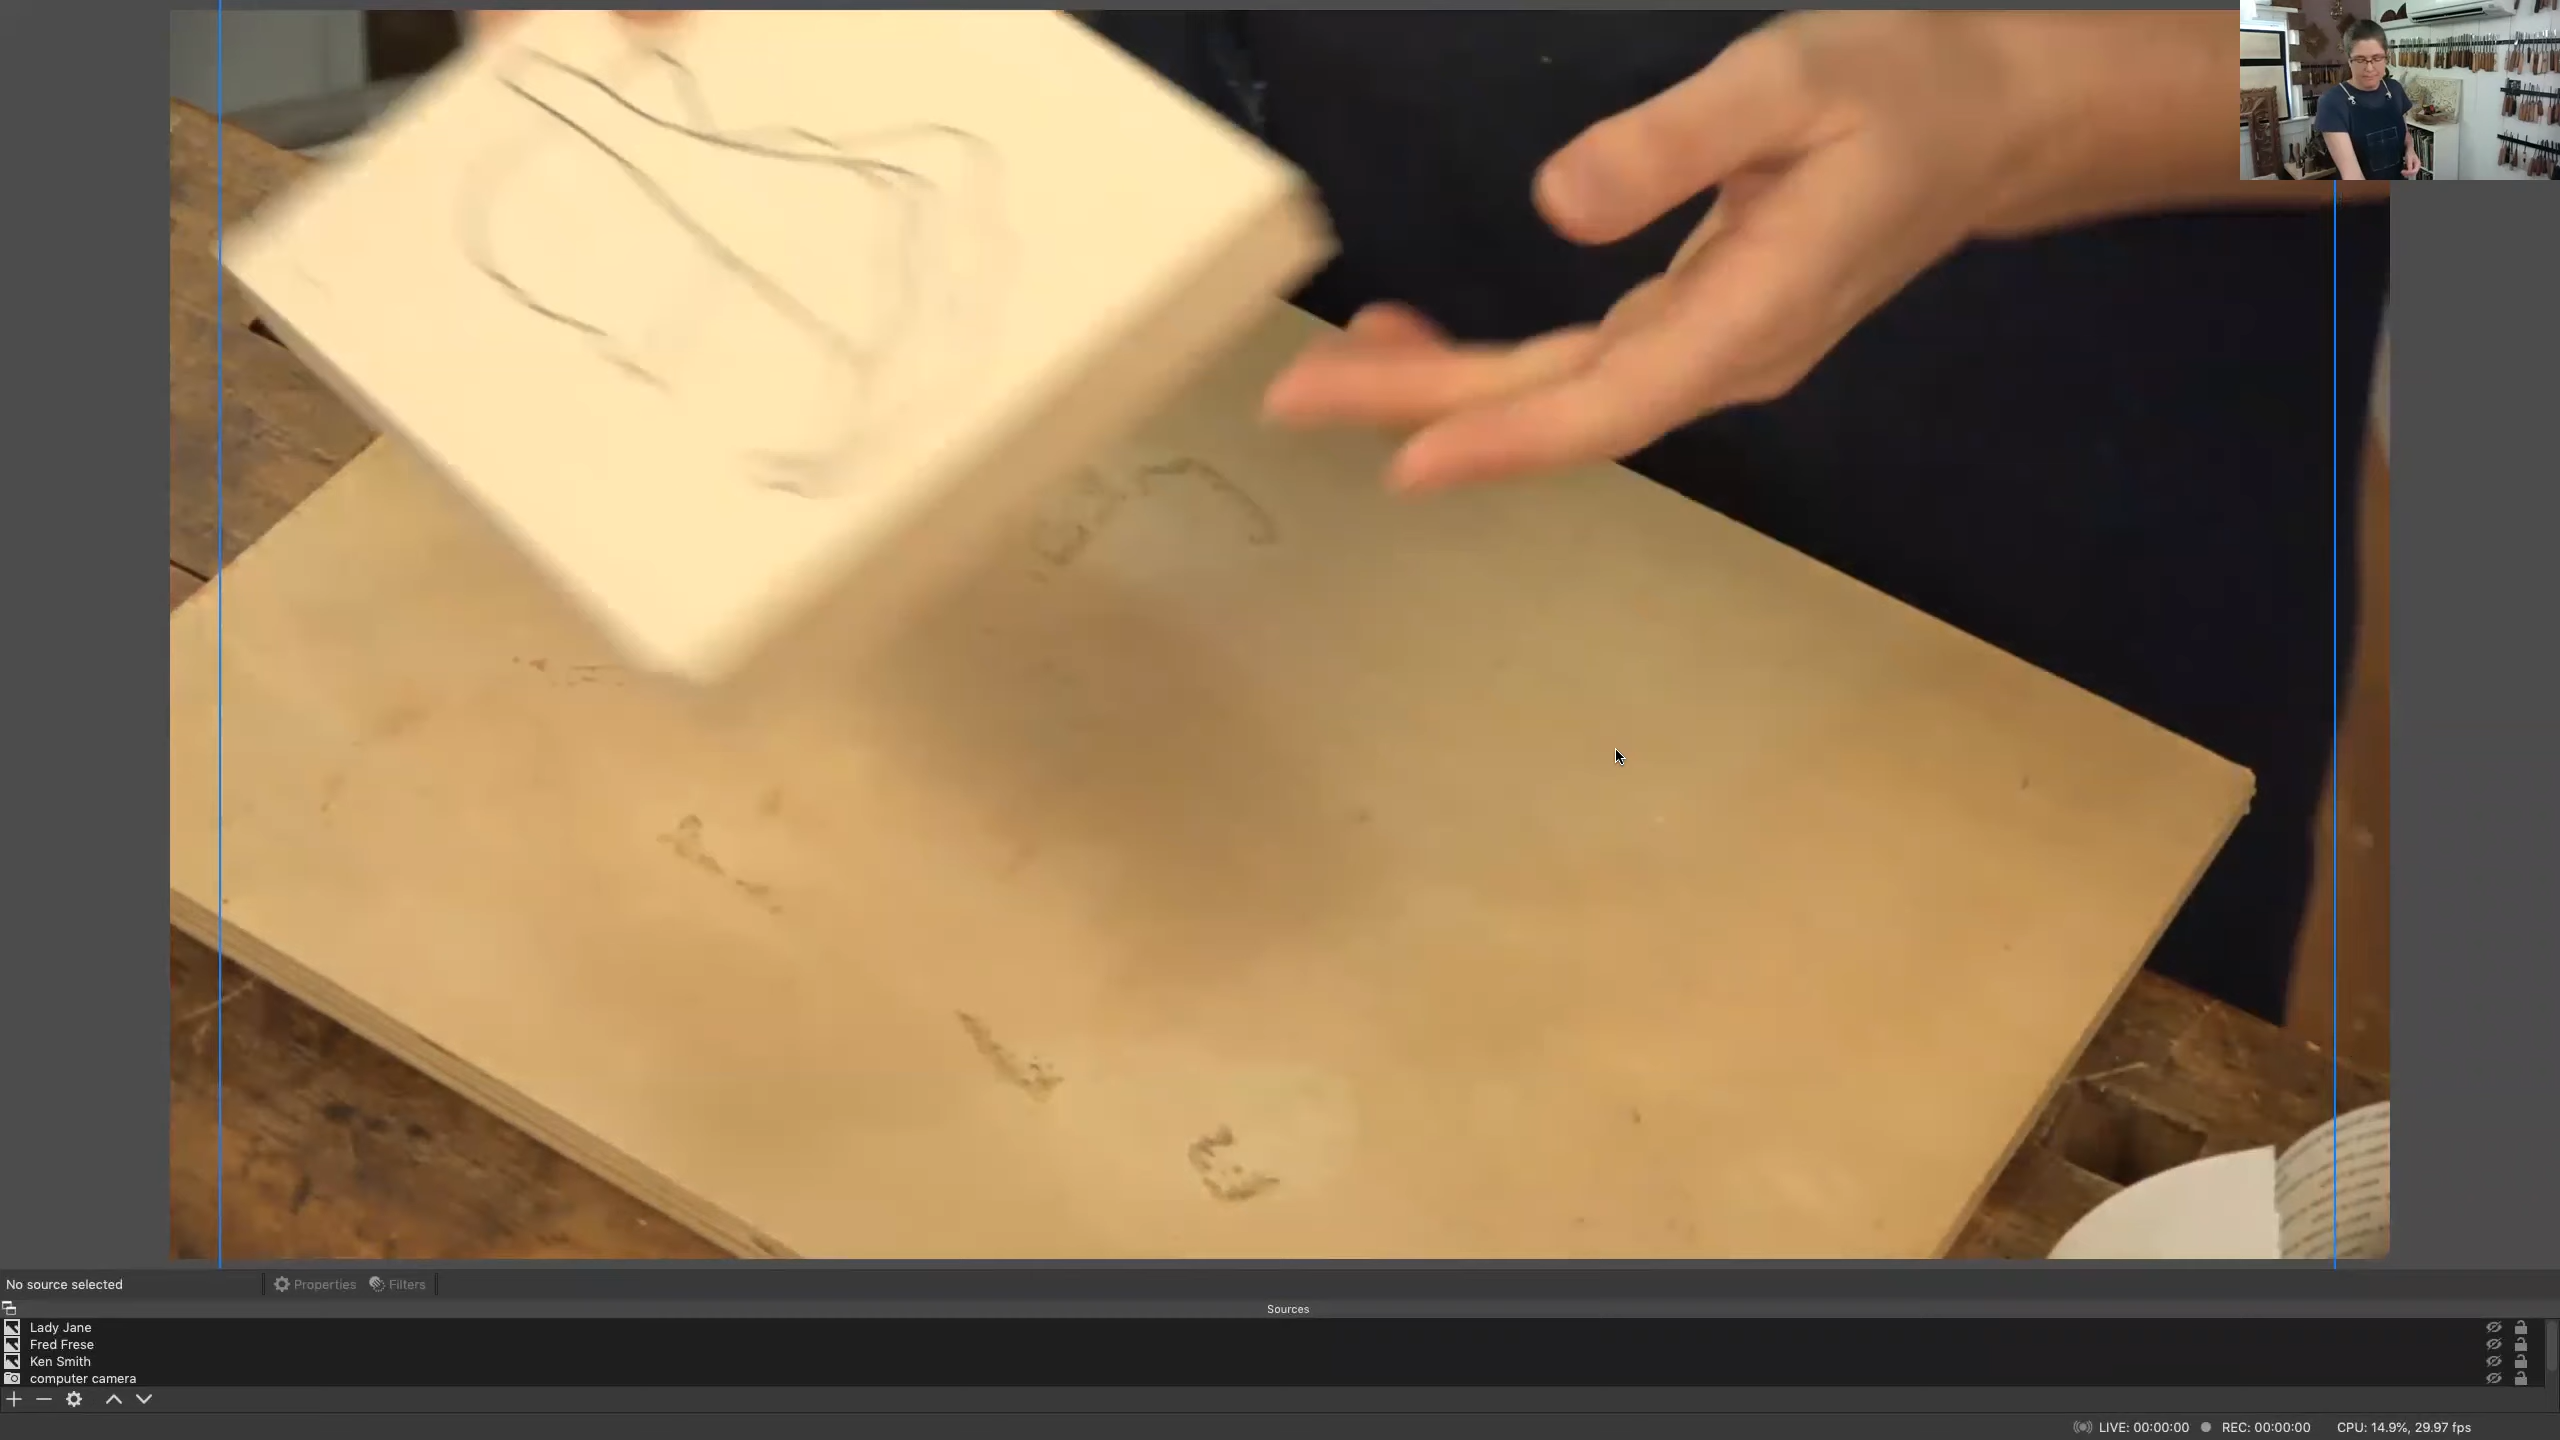 No source selected
Properties
Filters
Sources
Lady Jane
Fred Frese
Ken Smith
computer camera
LIVE: 00:00:00
REC: 00:00:00
CPU: 14.9%, 29.97 fps